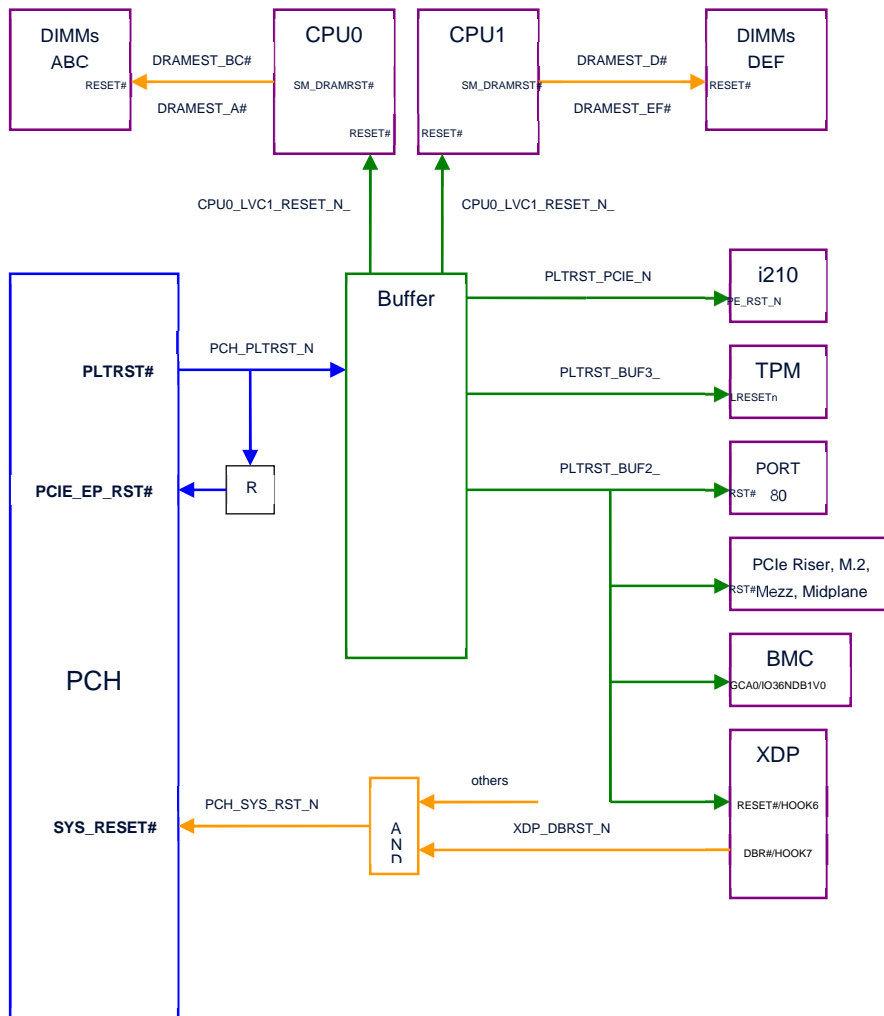 DIMMs
ABC
RESET#
DRAMEST_BC#
DRAMEST_A#
CPU0
SM_DRAMRST#
RESET#
CPU1
SM_DRAMRST#
RESET#
DRAMEST_D#
DRAMEST_EF#
DIMMs
DEF
RESET#
CPU0_LVC1_RESET_N_
CPU0_LVC1_RESET_N_
Buffer
PLTRST_PCIE_N
i210
PE_RST_N
PCH_PLTRST_N
PLTRST#
PLTRST_BUF3_
TPM
LRESETn
PCIE_EP_RST#
R
PLTRST_BUF2_
PORT
80
RST#
PCIe Riser, M.2,
Mezz, Midplane
RST#
PCH
BMC
GCA0/IO36NDB1V0
XDP
RESET#/HOOK6
DBR#/HOOK7
others
PCH_SYS_RST_N
SYS_RESET#
AND
XDP_DBRST_N